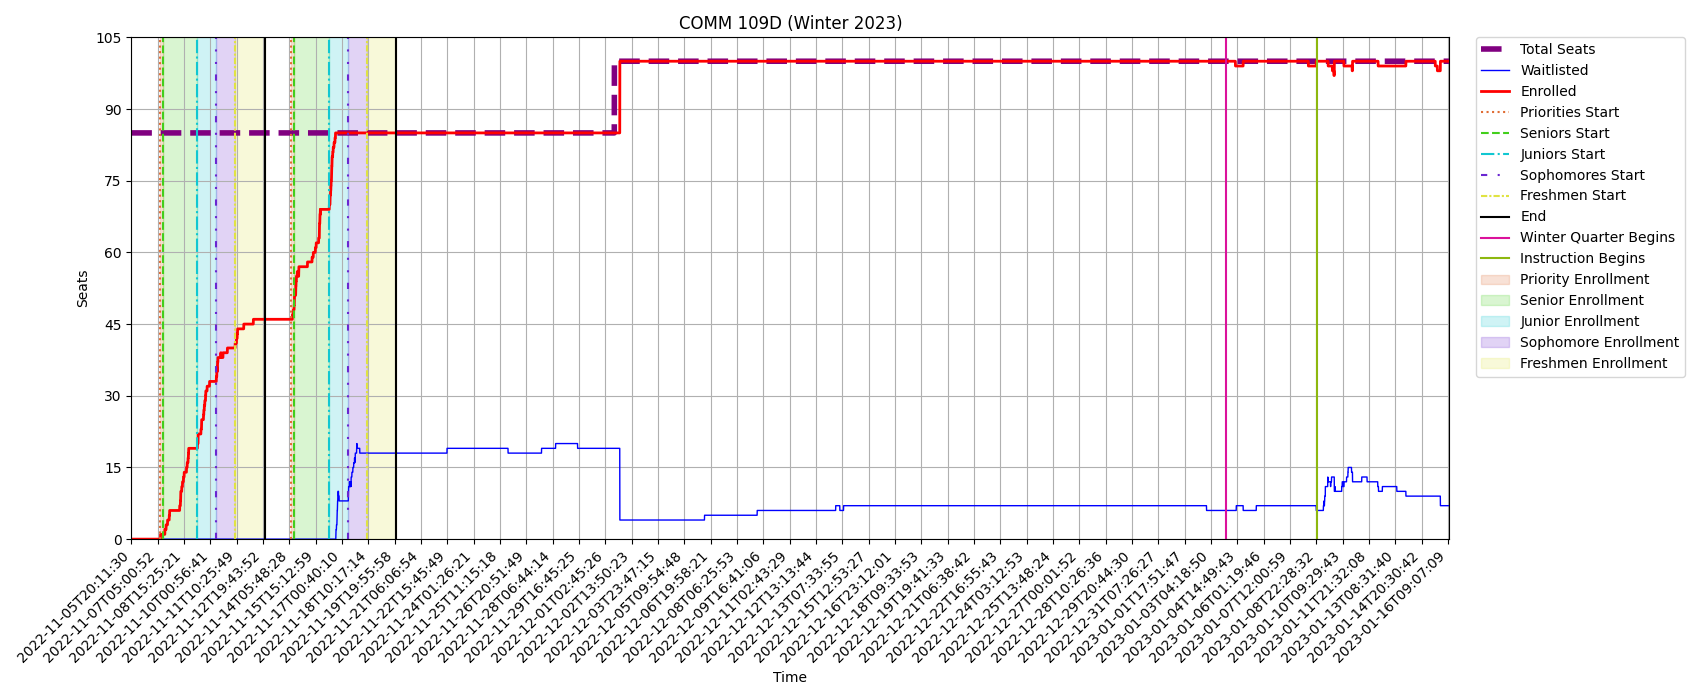 COMM 109D (Winter 2023)
105
90
75
60
45
30
15
0
Seats
2022-11-05T20:11:30
2022-11-07T05:00:52
2022-11-08T15:25:21
2022-11-10T00:56:41
2022-11-11T10:25:49
2022-11-12T19:43:52
2022-11-14T05:48:28
2022-11-15T15:12:59
2022-11-17T00:40:10
2022-11-18T10:17:14
2022-11-19T19:55:58
2022-11-21T06:06:54
2022-11-22T15:45:49
2022-11-24T01:26:21
2022-11-25T11:15:18
2022-11-26T20:51:49
2022-11-28T06:44:14
2022-11-29T16:45:25
2022-12-01T02:45:26
2022-12-02T13:50:23
2022-12-03T23:47:15
2022-12-05T09:54:48
2022-12-06T19:58:21
2022-12-08T06:25:53
2022-12-09T16:41:06
2022-12-11T02:43:29
2022-12-12T13:13:44
2022-12-13T07:33:55
2022-12-15T12:53:27
2022-12-16T23:12:01
2022-12-18T09:33:53
2022-12-19T19:41:33
2022-12-21T06:38:42
2022-12-22T16:55:43
2022-12-24T03:12:53
2022-12-25T13:48:24
2022-12-27T00:01:52
2022-12-28T10:26:36
2022-12-29T20:44:30
2022-12-31T07:26:27
2023-01-01T17:51:47
2023-01-03T04:18:50
2023-01-04T14:49:43
2023-01-06T01:19:46
2023-01-07T12:00:59
2023-01-08T22:28:32
2023-01-10T09:29:43
2023-01-11T21:32:08
2023-01-13T08:31:40
2023-01-14T20:30:42
2023-01-16T09:07:09
Time
Total Seats
Waitlisted
Enrolled
Priorities Start
Seniors Start
Juniors Start
Sophomores Start
Freshmen Start
End
Winter Quarter Begins
Instruction Begins
Priority Enrollment
Senior Enrollment
Junior Enrollment
Sophomore Enrollment
Freshmen Enrollment